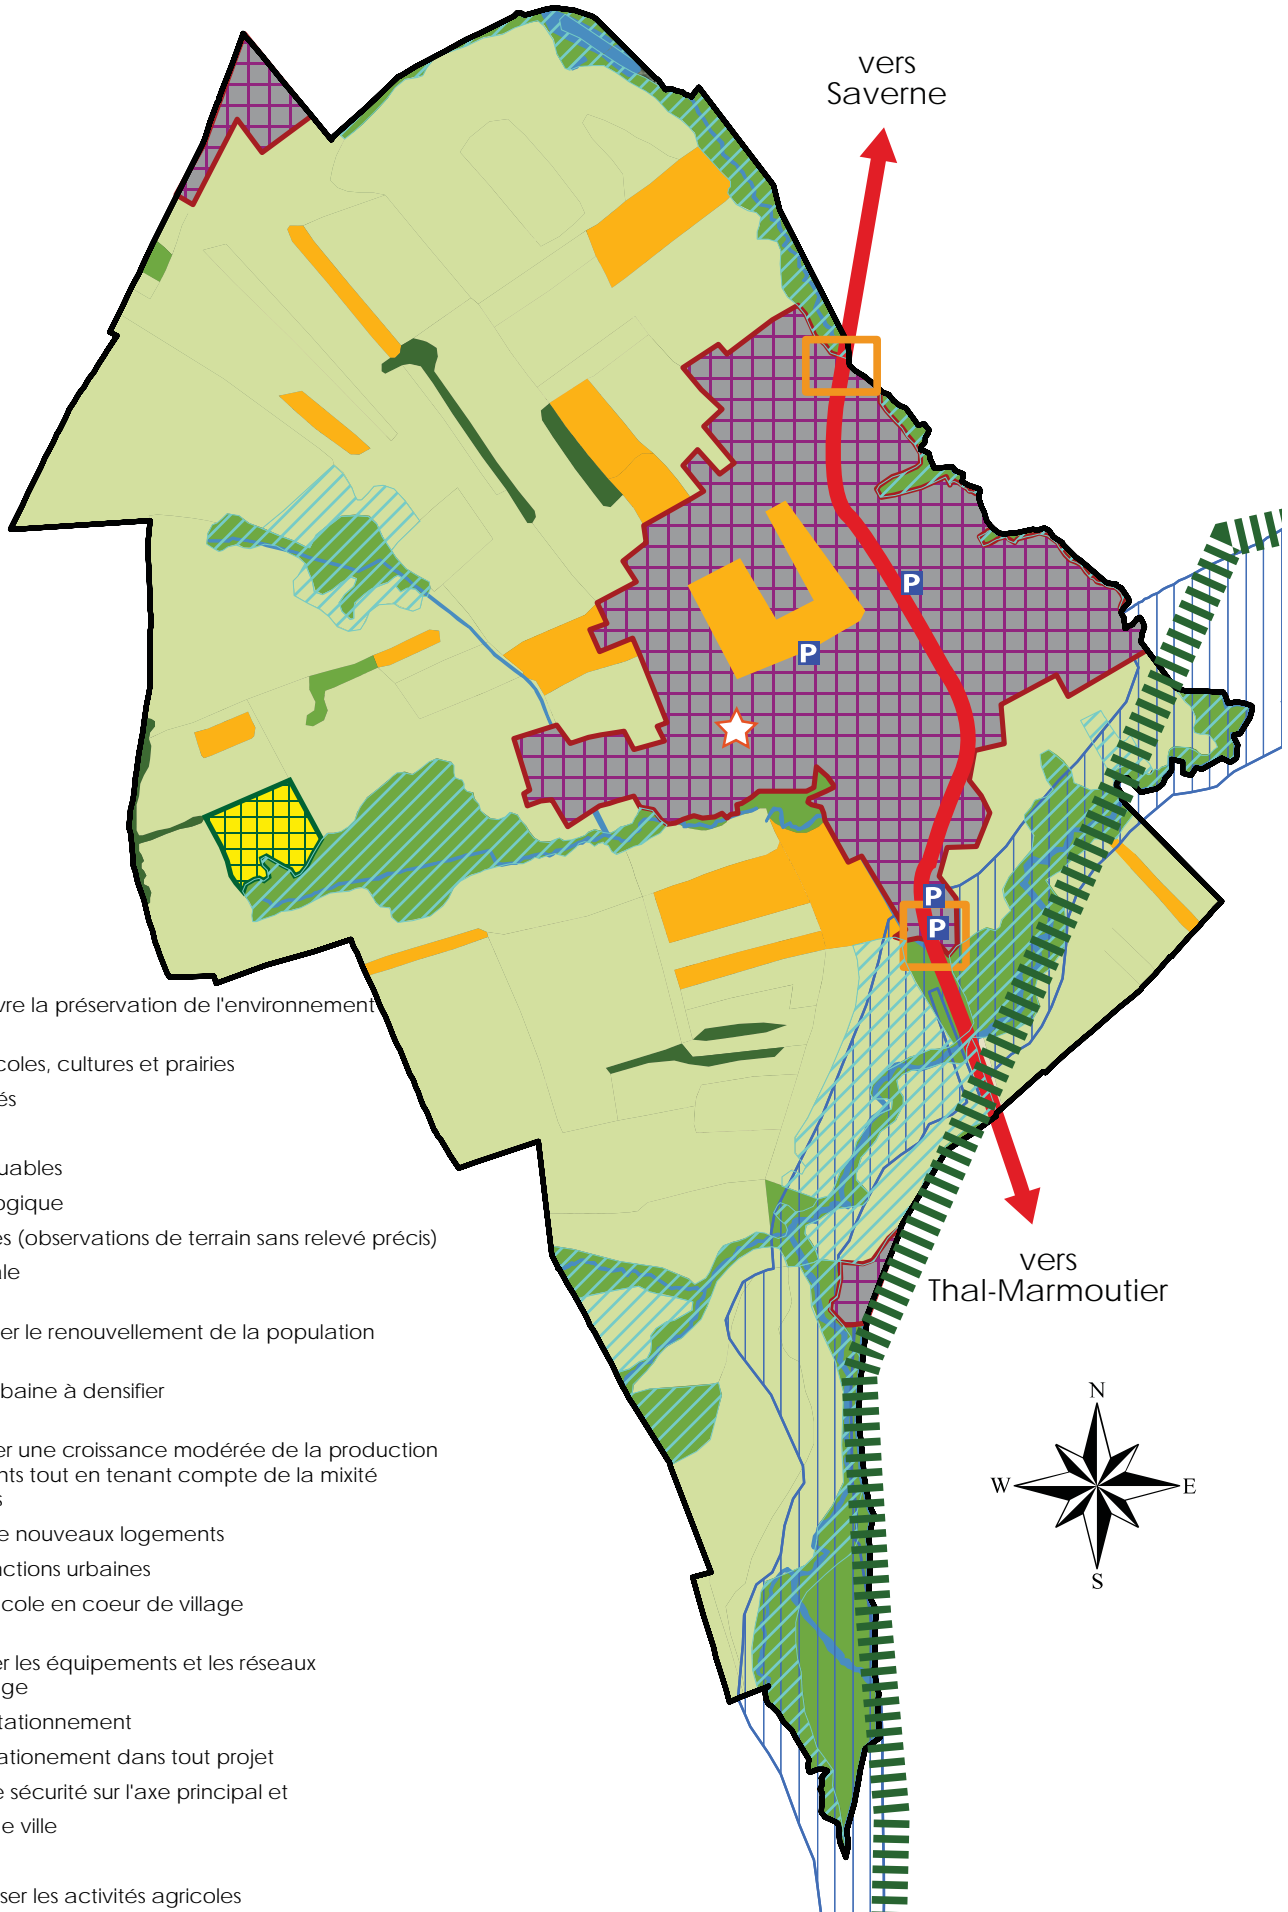 vers
Saverne
P
P
P
P
vre la préservation de l'environnement
coles, cultures et prairies
és
uables
ogique
es (observations de terrain sans relevé précis)
ale
er le renouvellement de la population
baine à densifier
er une croissance modérée de la production
nts tout en tenant compte de la mixité
s
e nouveaux logements
nctions urbaines
icole en coeur de village
er les équipements et les réseaux
ge
tationnement
ationement dans tout projet
e sécurité sur l'axe principal et
e ville
ser les activités agricoles
vers
Thal-Marmoutier
N
W
E
S